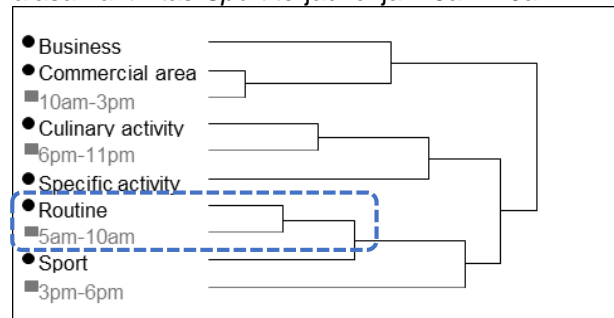 Business
Commercial area
10am-3pm
Culinary activity
6pm-11pm
Specific activity
Routine
5am-10am
Sport
3pm-6pm